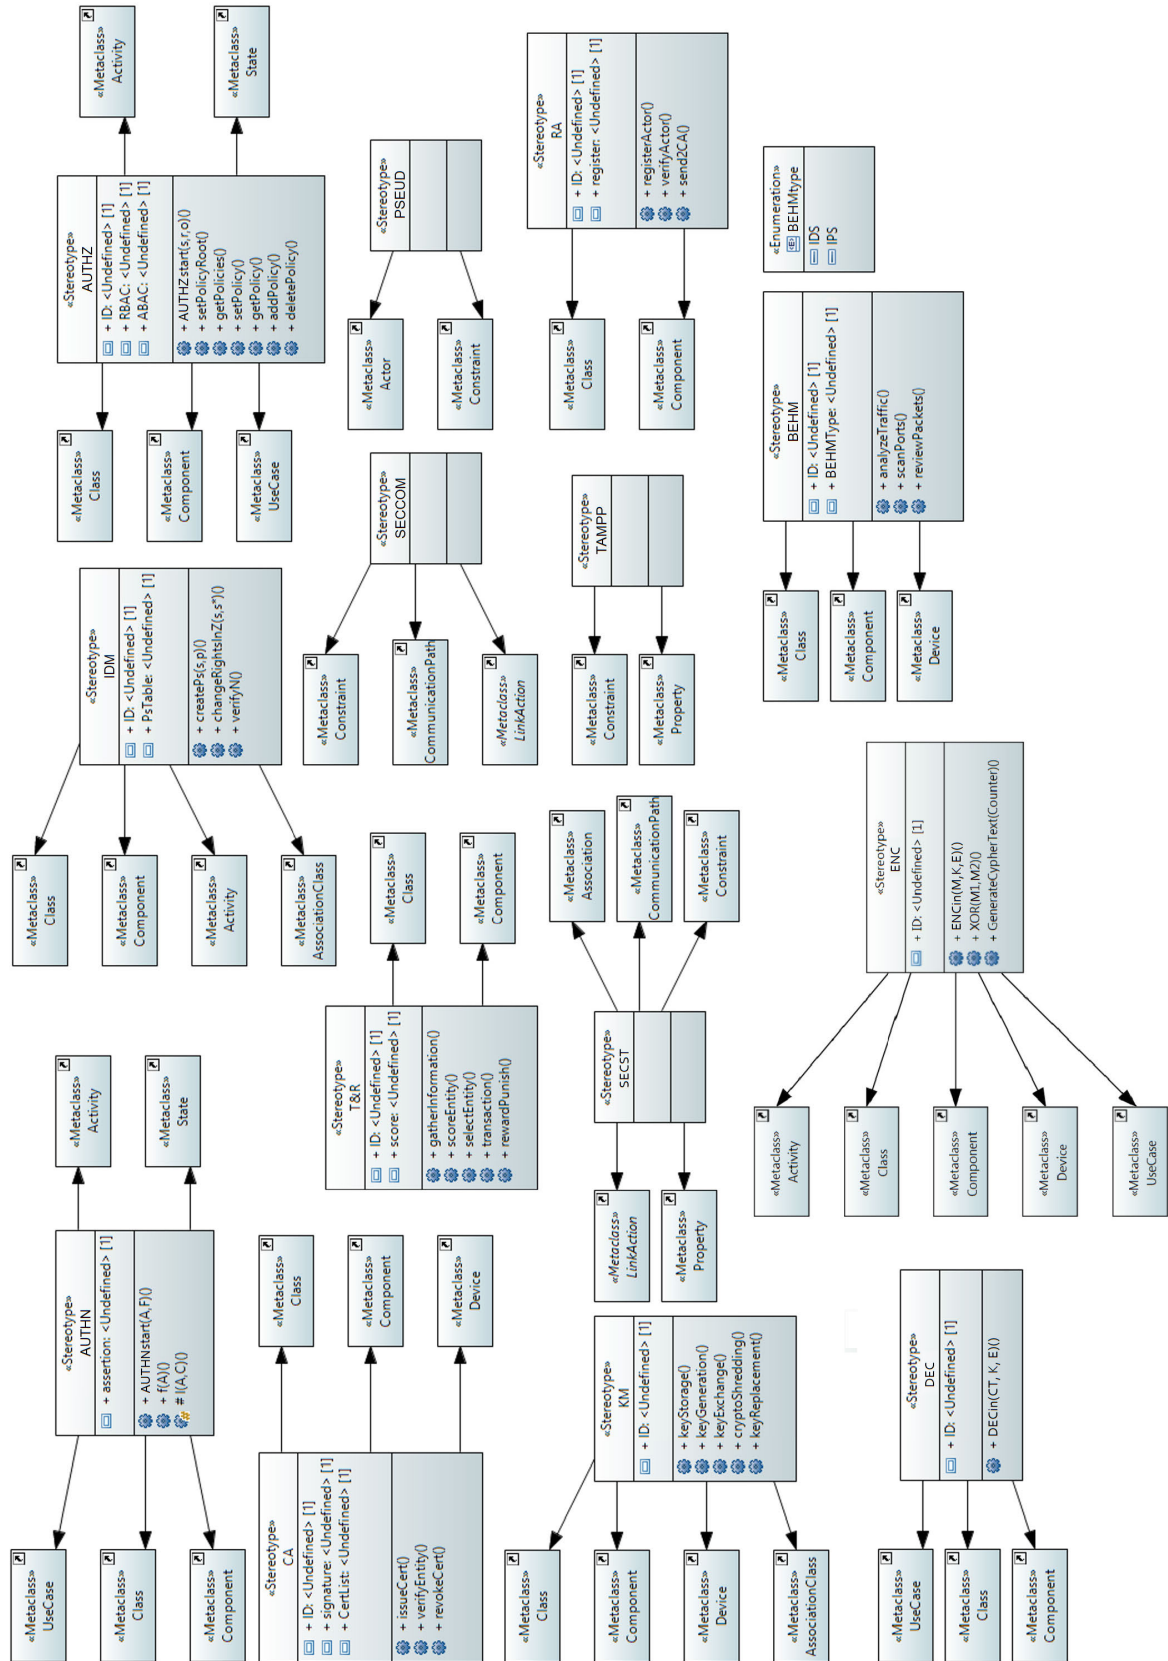 «Metaclass»
UseCase
«Metaclass»
Class
«Metaclass»
Component
«Stereotype»
AUTHN
+ assertion: <Undefined> [1]
+ AUTHNstart(A,F)()
+ f(A)()
# I(A,C)()
«Metaclass»
Activity
«Metaclass»
State
«Metaclass»
Class
«Metaclass»
Component
«Metaclass»
Activity
«Metaclass»
AssociationClass
«Stereotype»
IDM
+ ID: <Undefined> [1]
+ PsTable: <Undefined> [1]
+ createPs(s,p)()
+ changeRightsInZ(s,s*)()
+ verifyN()
«Metaclass»
Class
«Metaclass»
Component
«Metaclass»
UseCase
«Stereotype»
AUTHZ
+ ID: <Undefined> [1]
+ RBAC: <Undefined> [1]
+ ABAC: <Undefined> [1]
+ AUTHZstart(s,r,o)()
+ setPolicyRoot()
+ getPolicies()
+ setPolicy()
+ getPolicy()
+ addPolicy()
+ deletePolicy()
«Metaclass»
Activity
«Metaclass»
State
«Stereotype»
CA
+ ID: <Undefined> [1]
+ signature: <Undefined> [1]
+ CertList: <Undefined> [1]
+ issueCert()
+ verifyEntity()
+ revokeCert()
«Metaclass»
Class
«Metaclass»
Component
«Metaclass»
Device
«Stereotype»
T&R
+ ID: <Undefined> [1]
+ score: <Undefined> [1]
+ gatherInformation()
+ scoreEntity()
+ selectEntity()
+ transaction()
+ rewardPunish()
«Metaclass»
Class
«Metaclass»
Component
«Metaclass»
Constraint
«Metaclass»
CommunicationPath
«Metaclass»
LinkAction
«Stereotype»
SECCOM
«Metaclass»
Actor
«Metaclass»
Constraint
«Stereotype»
PSEUD
«Metaclass»
Class
«Metaclass»
Component
«Metaclass»
Device
«Metaclass»
AssociationClass
«Stereotype»
KM
+ ID: <Undefined> [1]
+ keyStorage()
+ keyGeneration()
+ keyExchange()
+ cryptoShredding()
+ keyReplacement()
«Metaclass»
LinkAction
«Metaclass»
Property
«Stereotype»
SECST
«Metaclass»
Association
«Metaclass»
CommunicationPath
«Metaclass»
Constraint
«Metaclass»
Constraint
«Metaclass»
Property
«Stereotype»
TAMPP
«Metaclass»
Class
«Metaclass»
Component
«Stereotype»
RA
+ ID: <Undefined> [1]
+ register: <Undefined> [1]
+ registerActor()
+ verifyActor()
+ send2CA()
«Metaclass»
UseCase
«Metaclass»
Class
«Metaclass»
Component
«Stereotype»
DEC
+ ID: <Undefined> [1]
+ DECin(CT, K, E)()
«Metaclass»
Activity
«Metaclass»
Class
«Metaclass»
Component
«Metaclass»
Device
«Metaclass»
UseCase
«Stereotype»
ENC
+ ID: <Undefined> [1]
+ ENCin(M,K,E)()
+ XOR(M1,M2)()
+ GenerateCypherText(Counter)()
«Metaclass»
Class
«Metaclass»
Component
«Metaclass»
Device
«Stereotype»
BEHM
+ ID: <Undefined> [1]
+ BEHMType: <Undefined> [1]
+ analyzeTraffic()
+ scanPorts()
+ reviewPackets()
«Enumeration»
BEHMtype
IDS
IPS